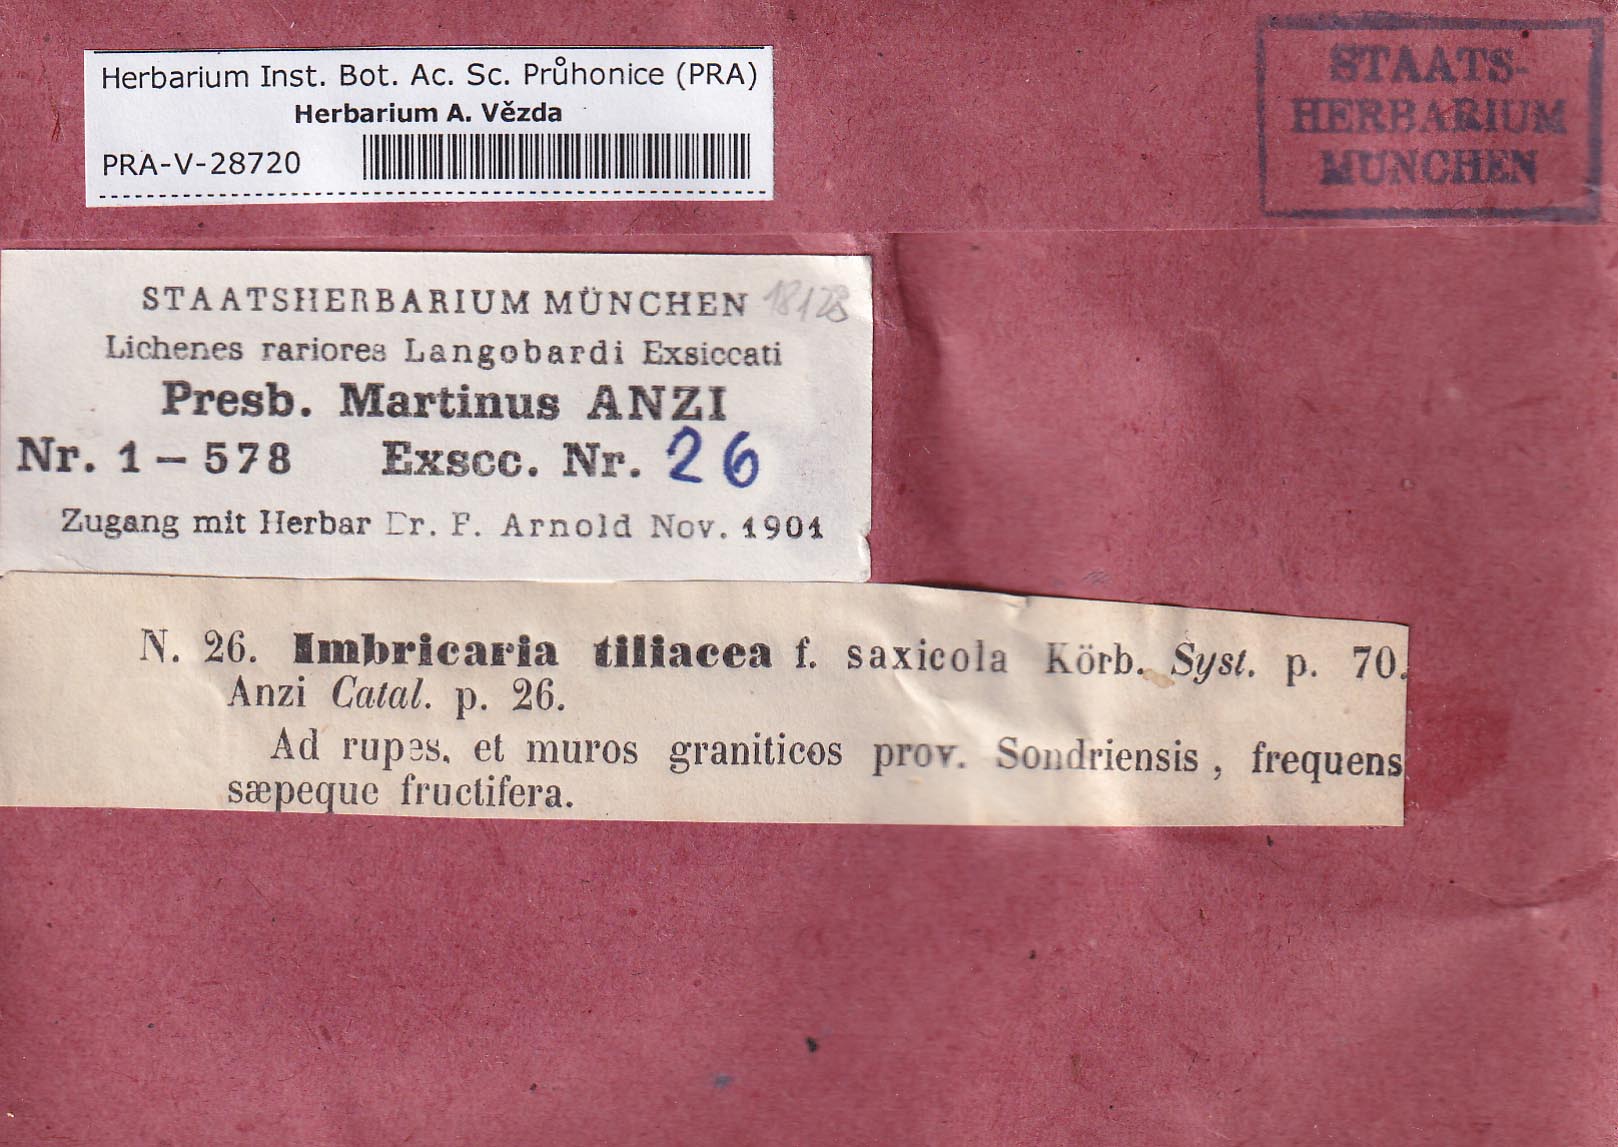 Herbarium Inst. Bot. Ac. Sc. Průhonice (PRA)
Herbarium A. Vězda
PRA-V-28720
STAATS-
HERBARIUM
MÜNCHEN
STAATSHERBARIUM MÜNCHEN
Lichenes rariores Langobardi Exsiccati
Presb. Martinus ANZI
Nr. 1 – 578 Exscc. Nr. 26
Zugang mit Herbar Dr. F. Arnold Nov. 1901
N. 26. Imbricaria tiliacea f. saxicola Körb. Syst. p. 70.
Anzi Catal. p. 26.
Ad rupes, et muros graniticos prov. Sondriensis, frequens
sæpeque fructifera.